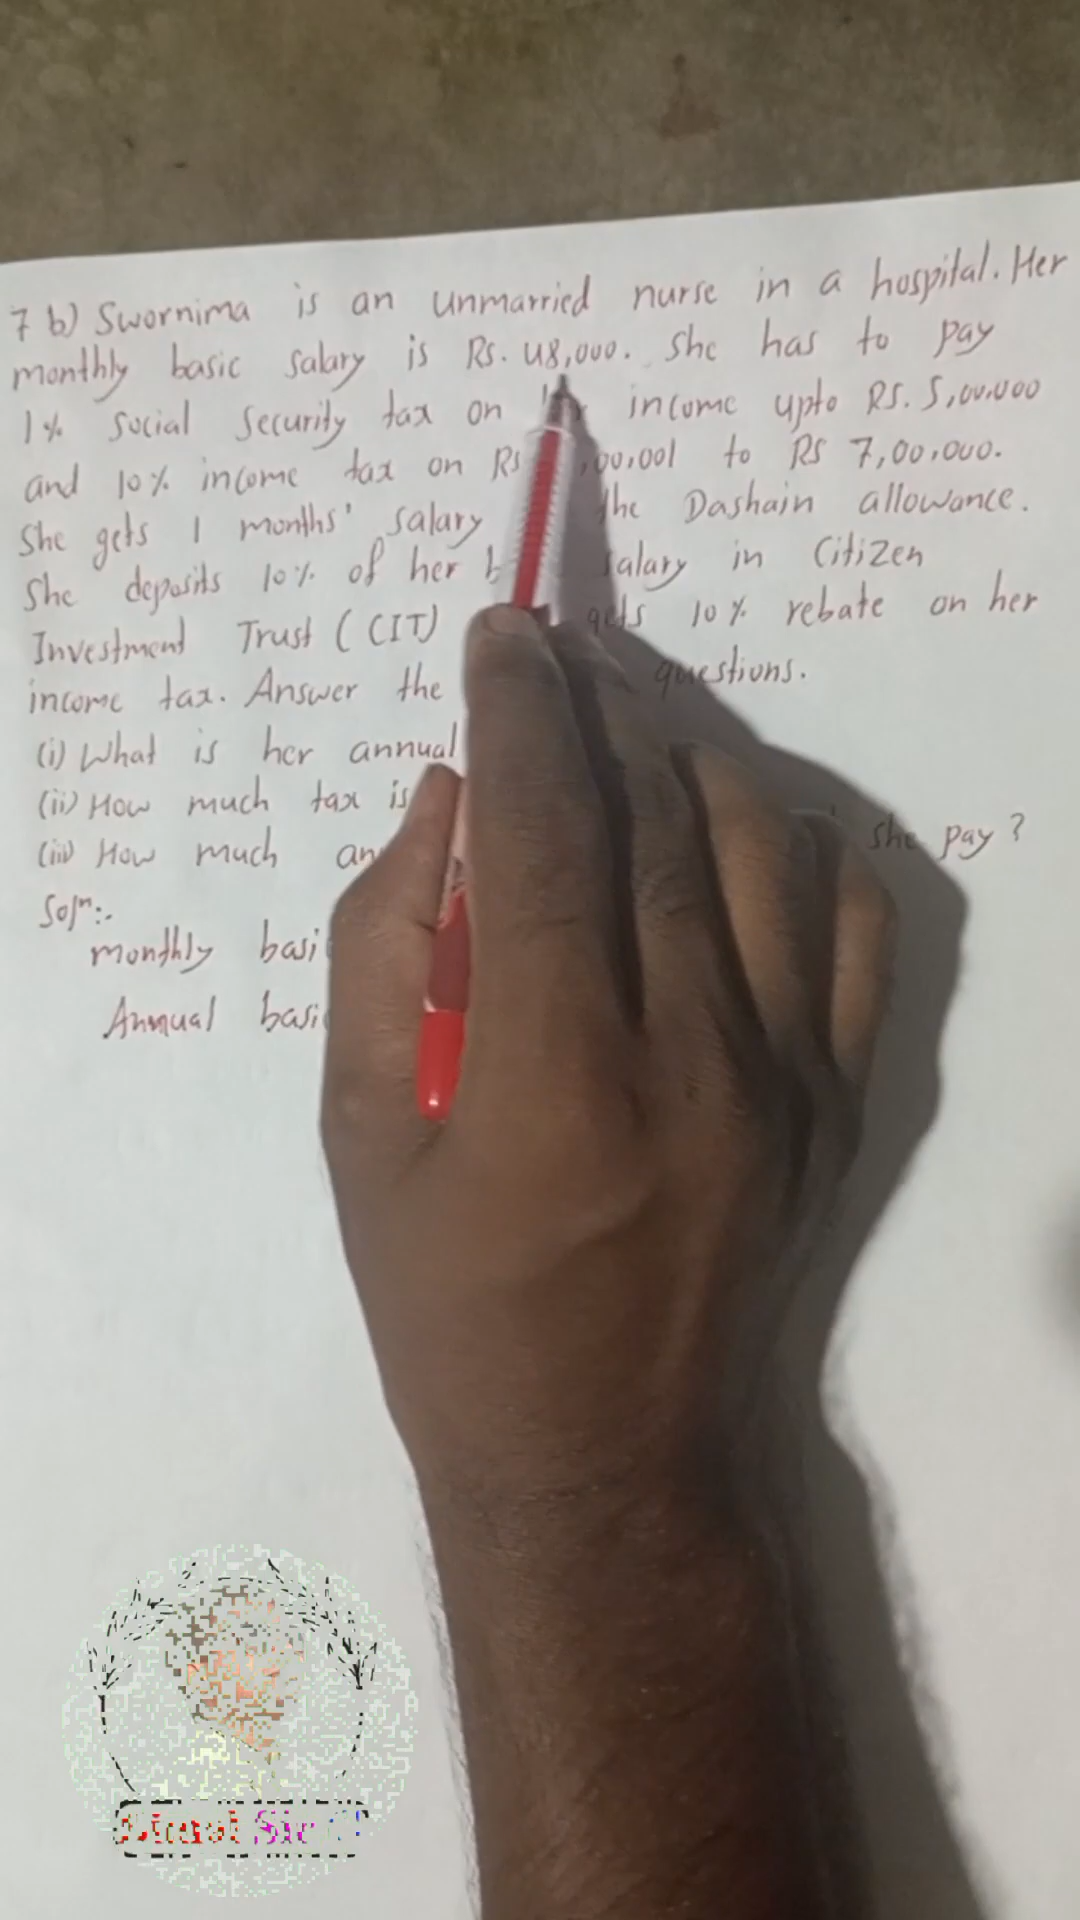 7 b) Swornima is an unmarried nurse in a hospital. Her
monthly basic salary is Rs. 48,000. She has to pay
1% Social Security tax on income upto Rs. 5,00,000
and 10% income tax on Rs ,00,001 to Rs 7,00,000.
She gets 1 months' salary the Dashain allowance.
She deposits 10% of her salary in Citizen
Investment Trust (CIT) gets 10% rebate on her
income tax. Answer the questions.
(i) What is her annual
(ii) How much tax is
(iii) How much she pay?
Solⁿ:-
monthly basi
Annual basi
Sir